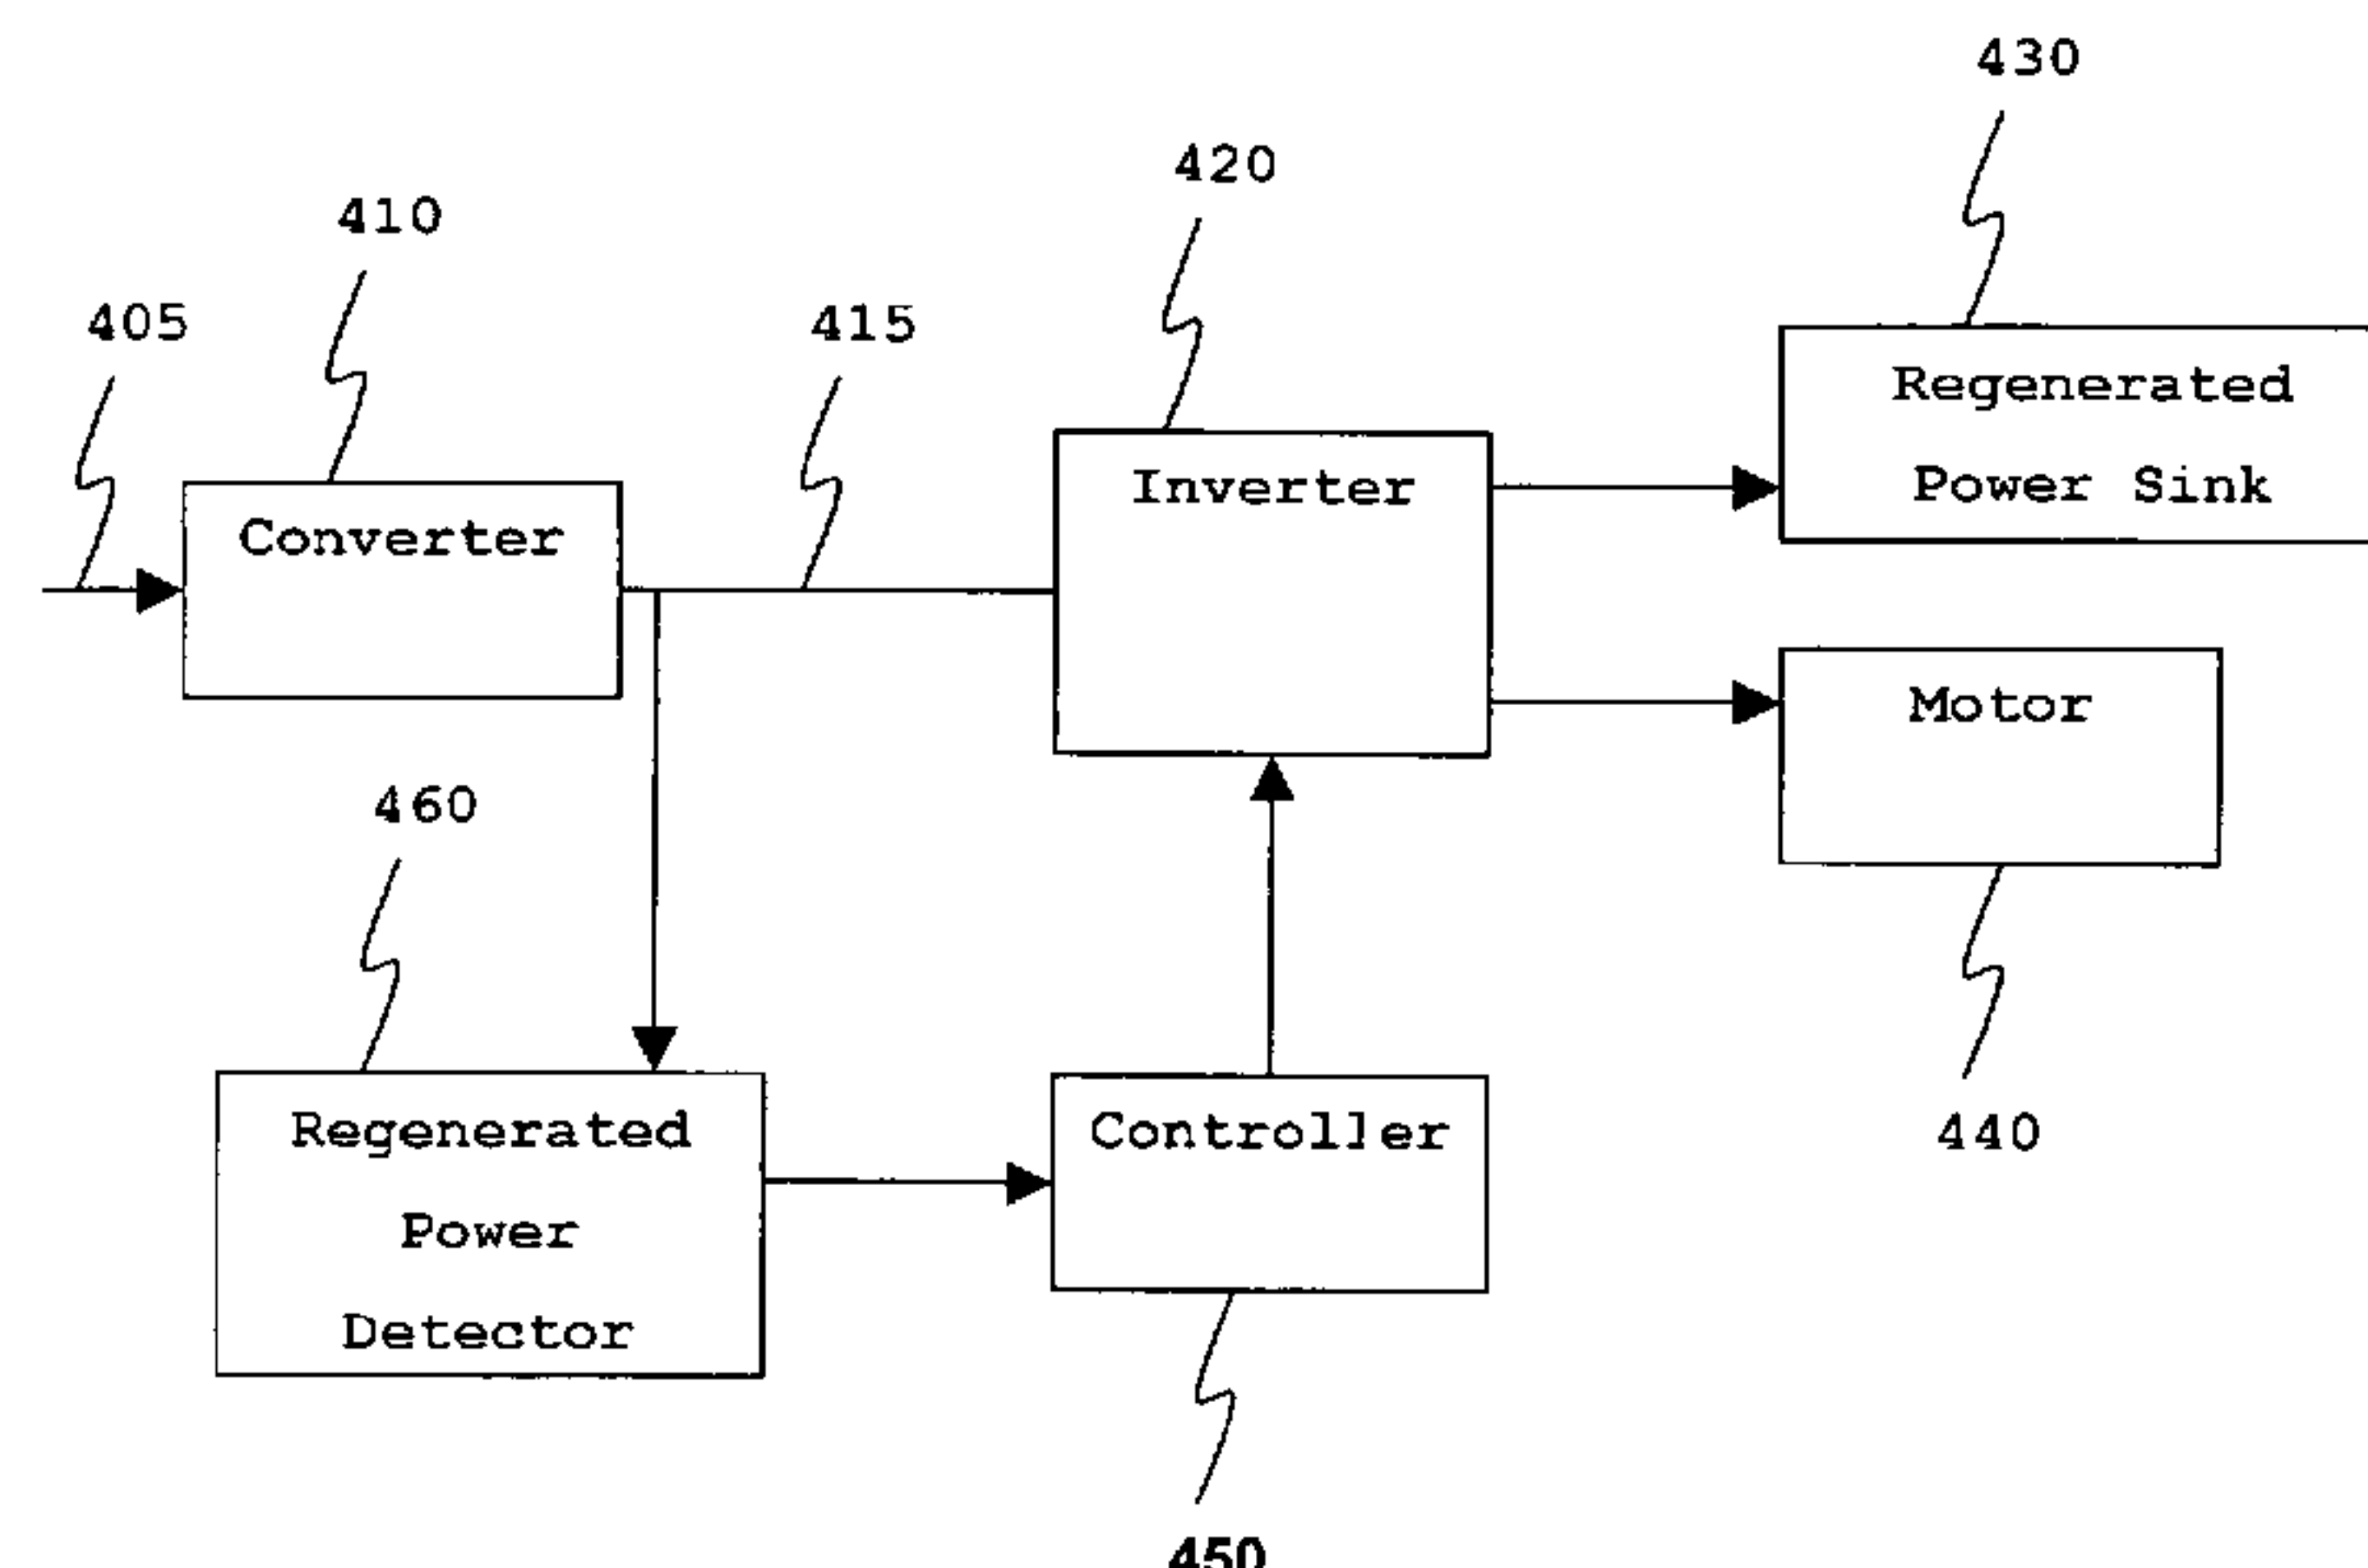 430
420
410
405
415
Regenerated
Power Sink
Inverter
Converter
Motor
460
Regenerated
Power
Detector
Controller
440
450